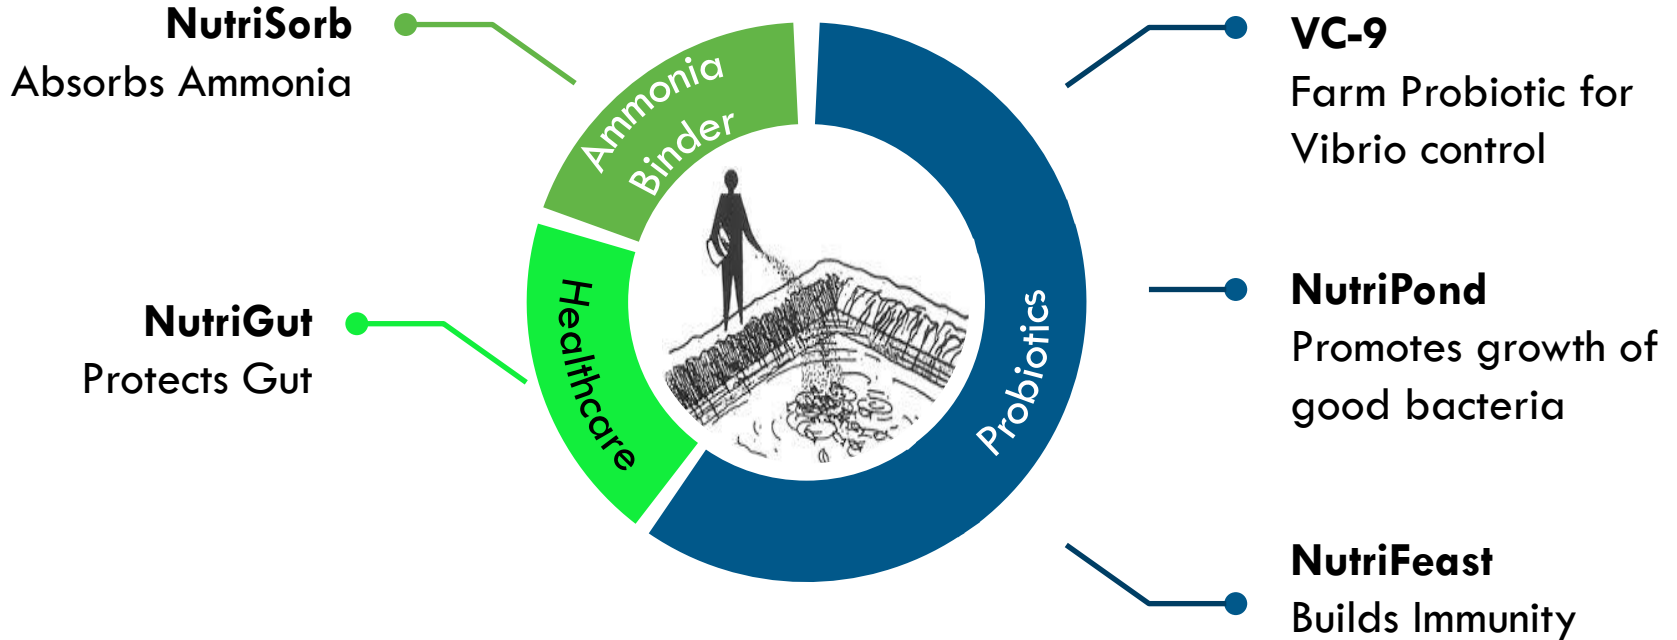 NutriSorb
Absorbs Ammonia
Ammonia
Binder
VC-9
Farm Probiotic for
Vibrio control
NutriGut
Protects Gut
Healthcare
Probiotics
NutriPond
Promotes growth of
good bacteria
NutriFeast
Builds Immunity